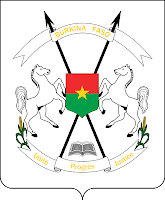 BURKINA FASO
Unité Progrès Justice